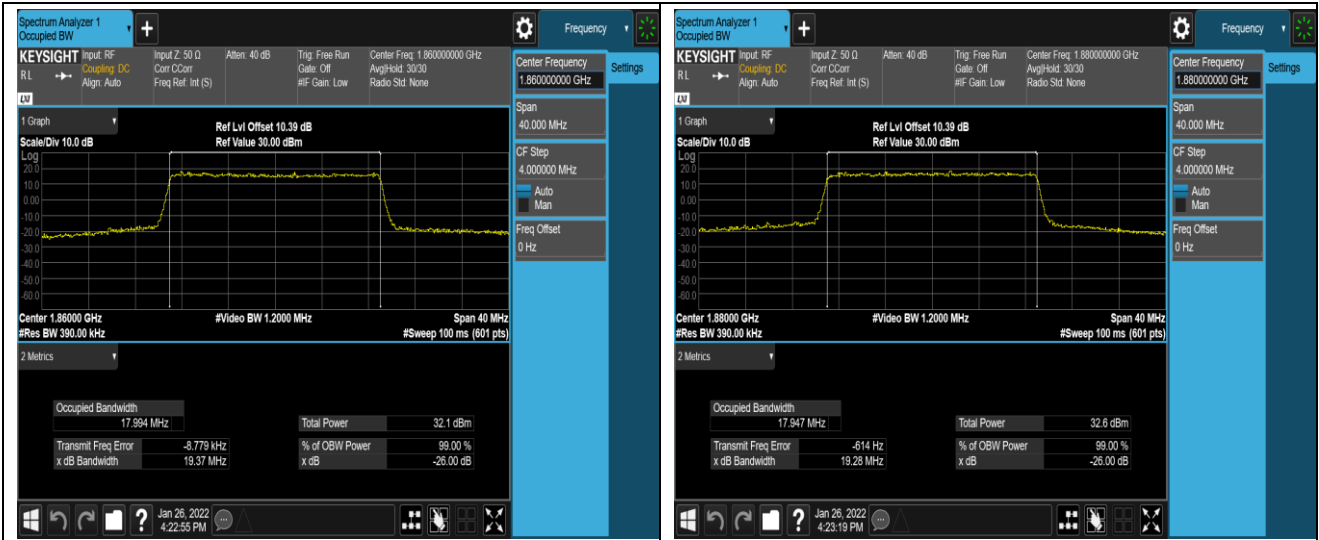 Spectrum Analyzer 1
Occupied BW
+
Frequency
KEYSIGHT
Input: RF
Coupling: DC
Align: Auto
Input Z: 50 Ω
Corr CCorr
Freq Ref: Int (S)
Atten: 40 dB
Trig: Free Run
Gate: Off
#IF Gain: Low
Center Freq: 1.860000000 GHz
Avg|Hold: 30/30
Radio Std: None
RL
LXI
Center Frequency
1.860000000 GHz
Settings
Span
40.000 MHz
CF Step
4.000000 MHz
Auto
Man
Freq Offset
0 Hz
1 Graph
Ref Lvl Offset 10.39 dB
Scale/Div 10.0 dB
Ref Value 30.00 dBm
Log
20.0
10.0
0.00
-10.0
-20.0
-30.0
-40.0
-50.0
-60.0
Center 1.86000 GHz
#Video BW 1.2000 MHz
Span 40 MHz
#Res BW 390.00 kHz
#Sweep 100 ms (601 pts)
2 Metrics
Occupied Bandwidth
17.994 MHz
Total Power 32.1 dBm
Transmit Freq Error -8.779 kHz
% of OBW Power 99.00 %
x dB Bandwidth 19.37 MHz
x dB -26.00 dB
?
Jan 26, 2022
4:22:55 PM
Spectrum Analyzer 1
Occupied BW
+
Frequency
KEYSIGHT
Input: RF
Coupling: DC
Align: Auto
Input Z: 50 Ω
Corr CCorr
Freq Ref: Int (S)
Atten: 40 dB
Trig: Free Run
Gate: Off
#IF Gain: Low
Center Freq: 1.880000000 GHz
Avg|Hold: 30/30
Radio Std: None
RL
LXI
Center Frequency
1.880000000 GHz
Settings
Span
40.000 MHz
CF Step
4.000000 MHz
Auto
Man
Freq Offset
0 Hz
1 Graph
Ref Lvl Offset 10.39 dB
Scale/Div 10.0 dB
Ref Value 30.00 dBm
Log
20.0
10.0
0.00
-10.0
-20.0
-30.0
-40.0
-50.0
-60.0
Center 1.88000 GHz
#Video BW 1.2000 MHz
Span 40 MHz
#Res BW 390.00 kHz
#Sweep 100 ms (601 pts)
2 Metrics
Occupied Bandwidth
17.947 MHz
Total Power 32.6 dBm
Transmit Freq Error -614 Hz
% of OBW Power 99.00 %
x dB Bandwidth 19.28 MHz
x dB -26.00 dB
?
Jan 26, 2022
4:23:19 PM